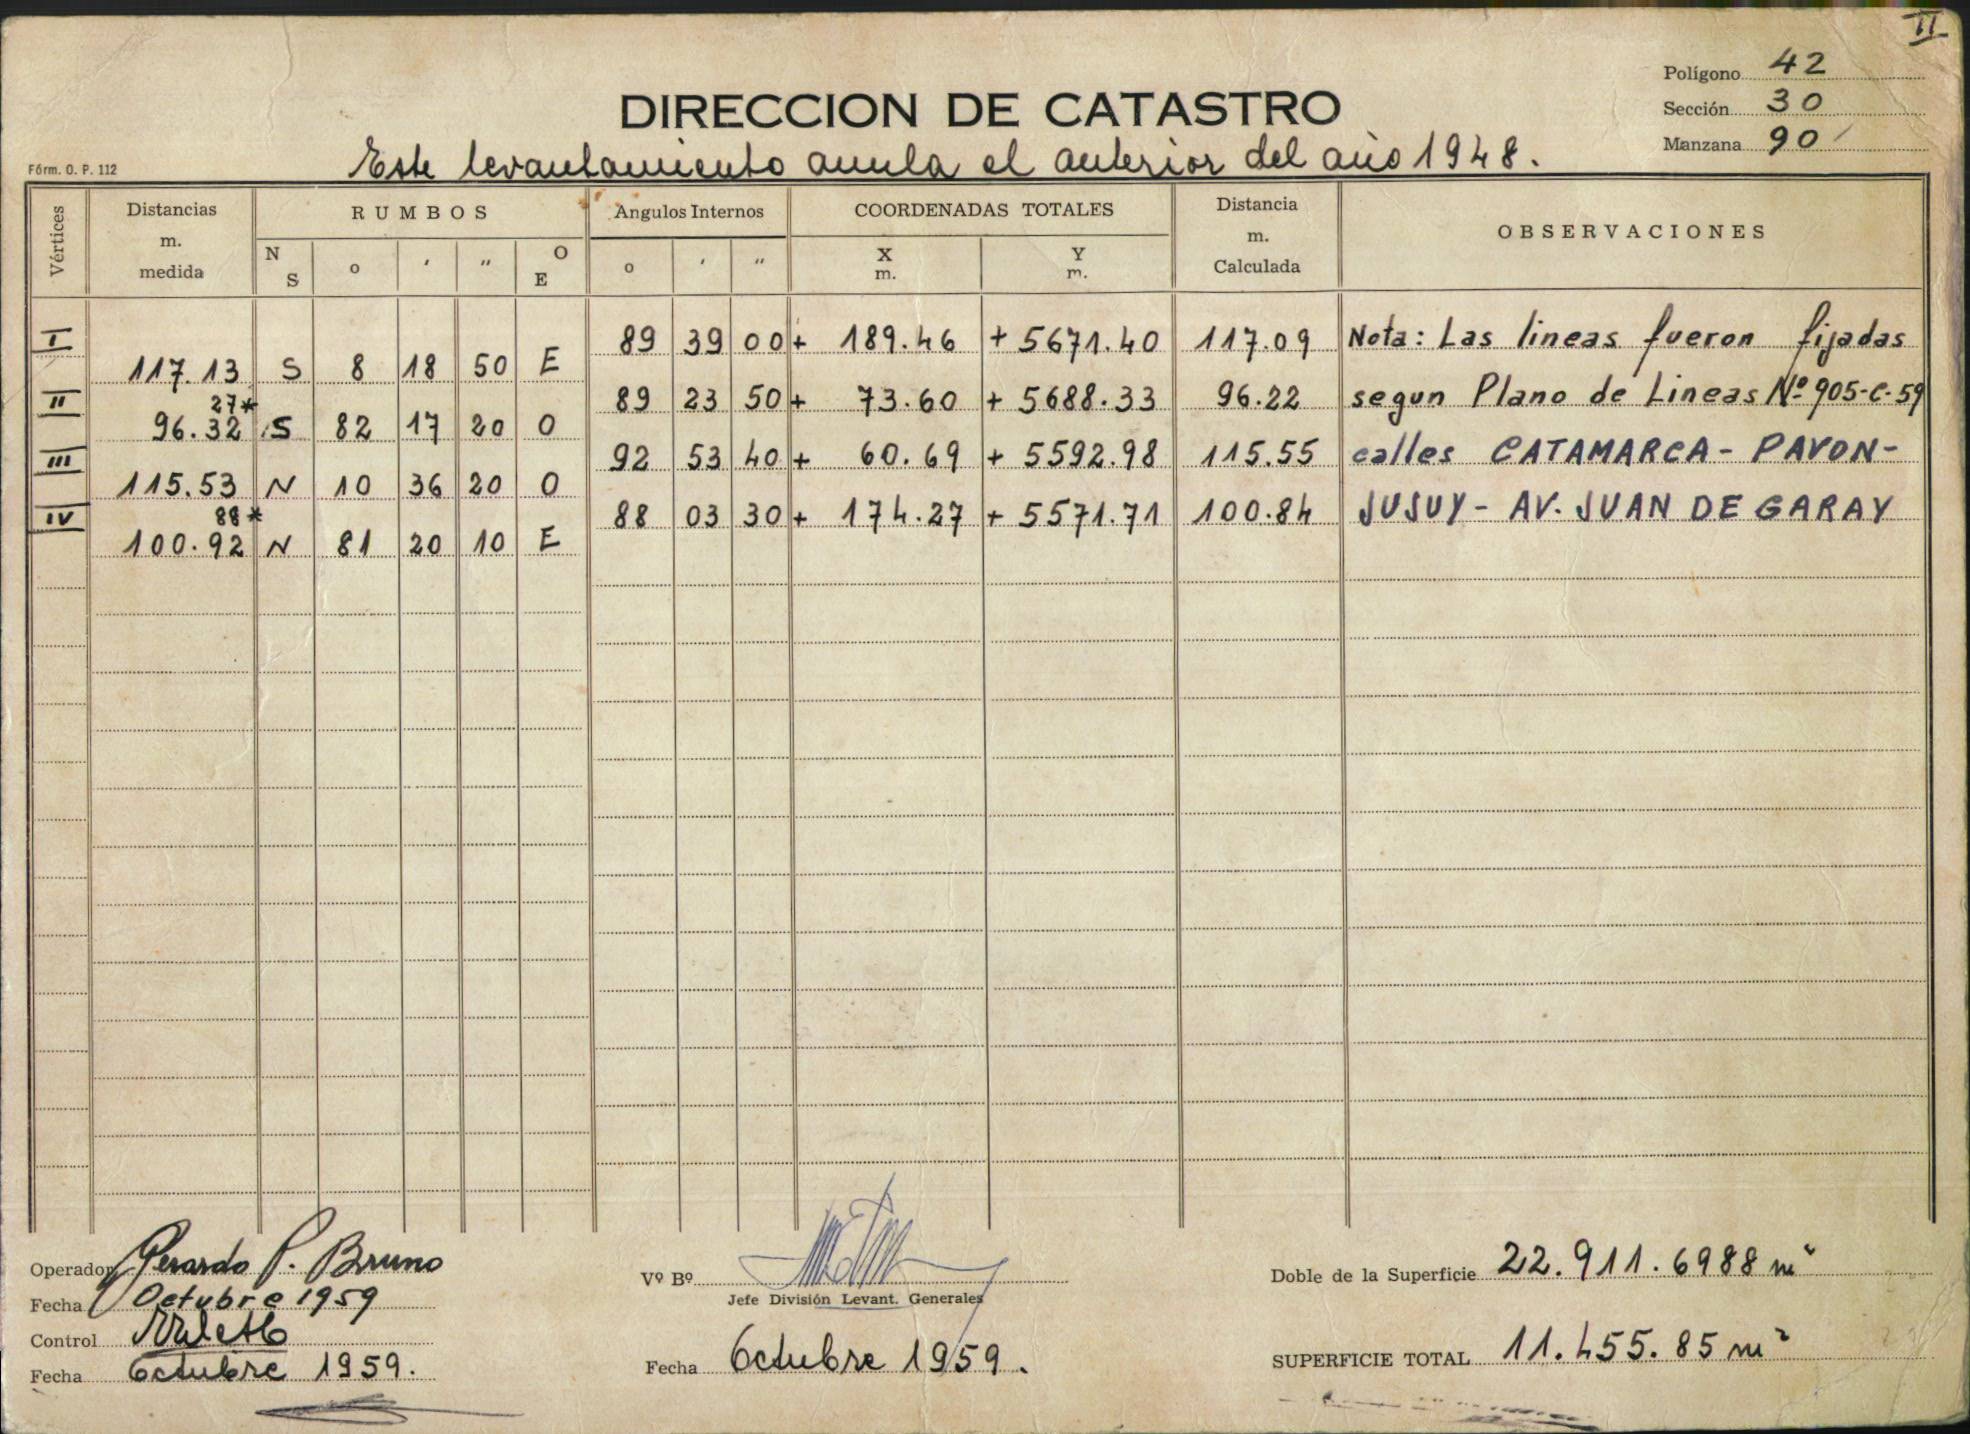 II
Polígono 42
DIRECCION DE CATASTRO
Sección 30
Manzana 90
Este levantamiento anula el anterior del año 1948.
Fórm. O. P. 112
Vértices
Distancias m. medida
RUMBOS
Angulos Internos
COORDENADAS TOTALES
Distancia m. Calculada
OBSERVACIONES
N S o ' " O E o ' " X m. Y m.
I 89 39 00 + 189.46 + 5671.40 117.09 Nota: Las lineas fueron fijadas
117.13 S 8 18 50 E
II 27* 89 23 50 + 73.60 + 5688.33 96.22 segun Plano de Lineas Nº 905-C-59
96.32 S 82 17 20 O
III 92 53 40 + 60.69 + 5592.98 115.55 calles CATAMARCA - PAVON -
115.53 N 10 36 20 O
IV 88* 88 03 30 + 174.27 + 5571.71 100.84 JUJUY - AV. JUAN DE GARAY
100.92 N 81 20 10 E
Operador Gerardo P. Bruno
Vº Bº
Doble de la Superficie 22.911.6988 m²
Fecha Octubre 1959
Jefe División Levant. Generales
Control
Fecha Octubre 1959.
Fecha Octubre 1959.
SUPERFICIE TOTAL 11.455.85 m²